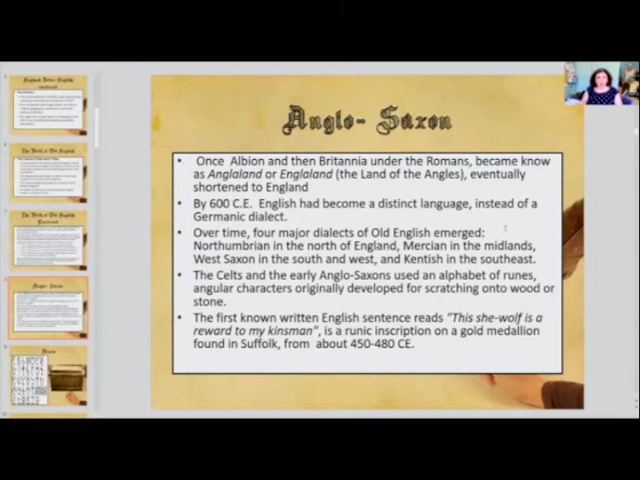 Anglo- Saxon
• Once Albion and then Britannia under the Romans, became know
as Anglaland or Englaland (the Land of the Angles), eventually
shortened to England
• By 600 C.E. English had become a distinct language, instead of a
Germanic dialect.
• Over time, four major dialects of Old English emerged:
Northumbrian in the north of England, Mercian in the midlands,
West Saxon in the south and west, and Kentish in the southeast.
• The Celts and the early Anglo-Saxons used an alphabet of runes,
angular characters originally developed for scratching onto wood or
stone.
• The first known written English sentence reads "This she-wolf is a
reward to my kinsman", is a runic inscription on a gold medallion
found in Suffolk, from about 450-480 CE.